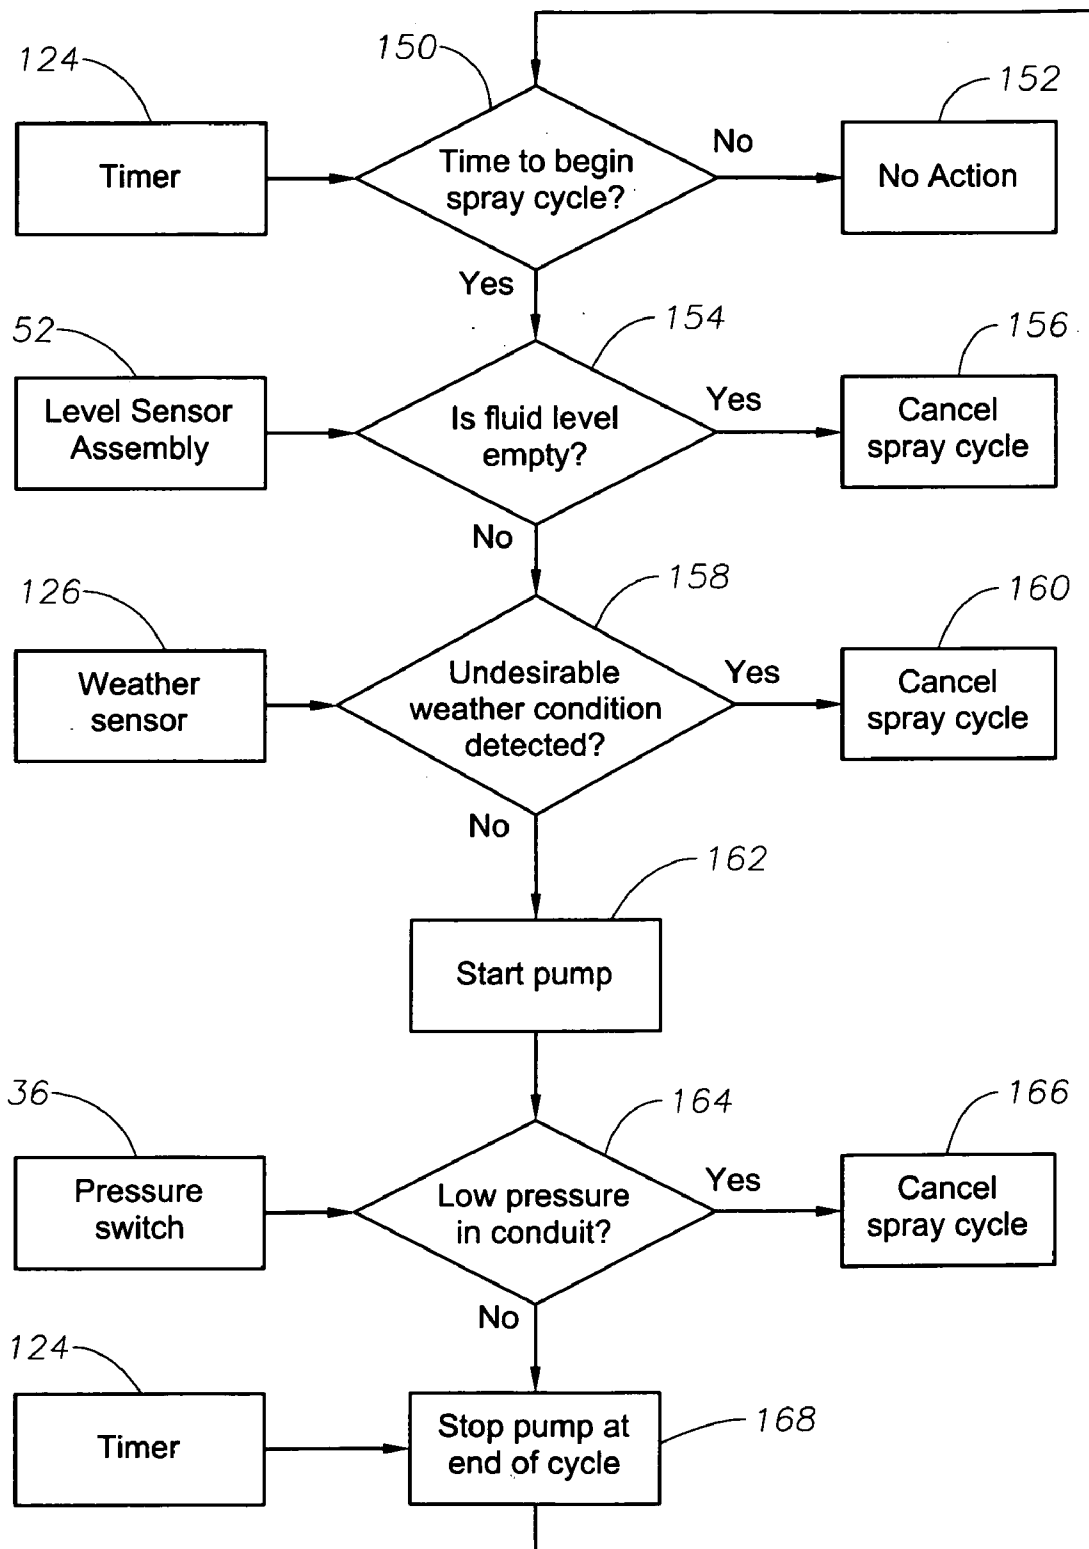 124
150
152
Timer
Time to begin
spray cycle?
No
No Action
Yes
52
154
156
Level Sensor
Assembly
Is fluid level
empty?
Yes
Cancel
spray cycle
No
126
158
160
Weather
sensor
Undesirable
weather condition
detected?
Yes
Cancel
spray cycle
No
162
Start pump
36
164
166
Pressure
switch
Low pressure
in conduit?
Yes
Cancel
spray cycle
No
124
Timer
Stop pump at
end of cycle
168